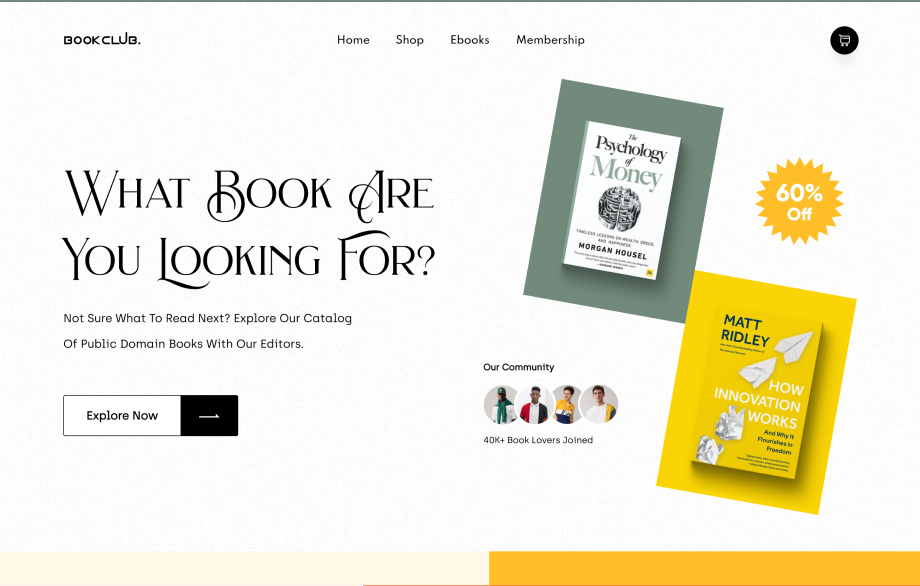 BOOKCLUB.
Home
Shop
Ebooks
Membership
What Book Are
You Looking For?
Not Sure What To Read Next? Explore Our Catalog
Of Public Domain Books With Our Editors.
Explore Now
The
Psychology
of
Money
TIMELESS LESSONS ON WEALTH, GREED,
AND HAPPINESS
MORGAN HOUSEL
60%
Off
Our Community
40K+ Book Lovers Joined
MATT
RIDLEY
HOW
INNOVATION
WORKS
And Why It
Flourishes in
Freedom